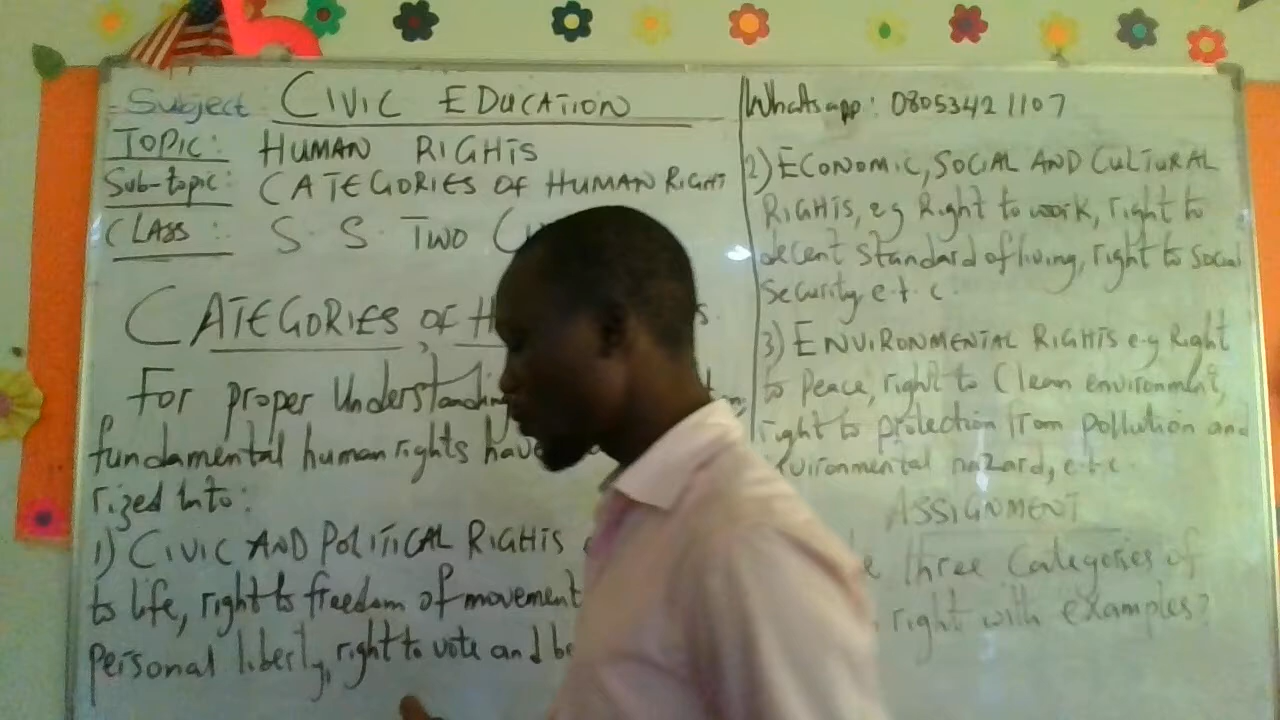 Subject CIVIC EDUCATION
TOPIC: HUMAN RIGHTS
Sub-topic: CATEGORIES OF HUMAN RIGHT
CLASS: S. S. Two
CATEGORIES OF
For proper Understanding
fundamental human rights have
rized into:
1) CIVIC AND POLITICAL RIGHTS
to life, right to freedom of movement
personal liberty, right to vote and be
Whatsapp: 08053421107
2) ECONOMIC, SOCIAL AND CULTURAL
RIGHTS, eg Right to work, right to
decent standard of living, right to social
Security, e.t.c.
3) ENVIRONMENTAL RIGHTS e.g Right
to Peace, right to Clean environment,
right to protection from pollution and
hazard, e.t.c.
ASSIGNMENT
three Categories of
right with examples?